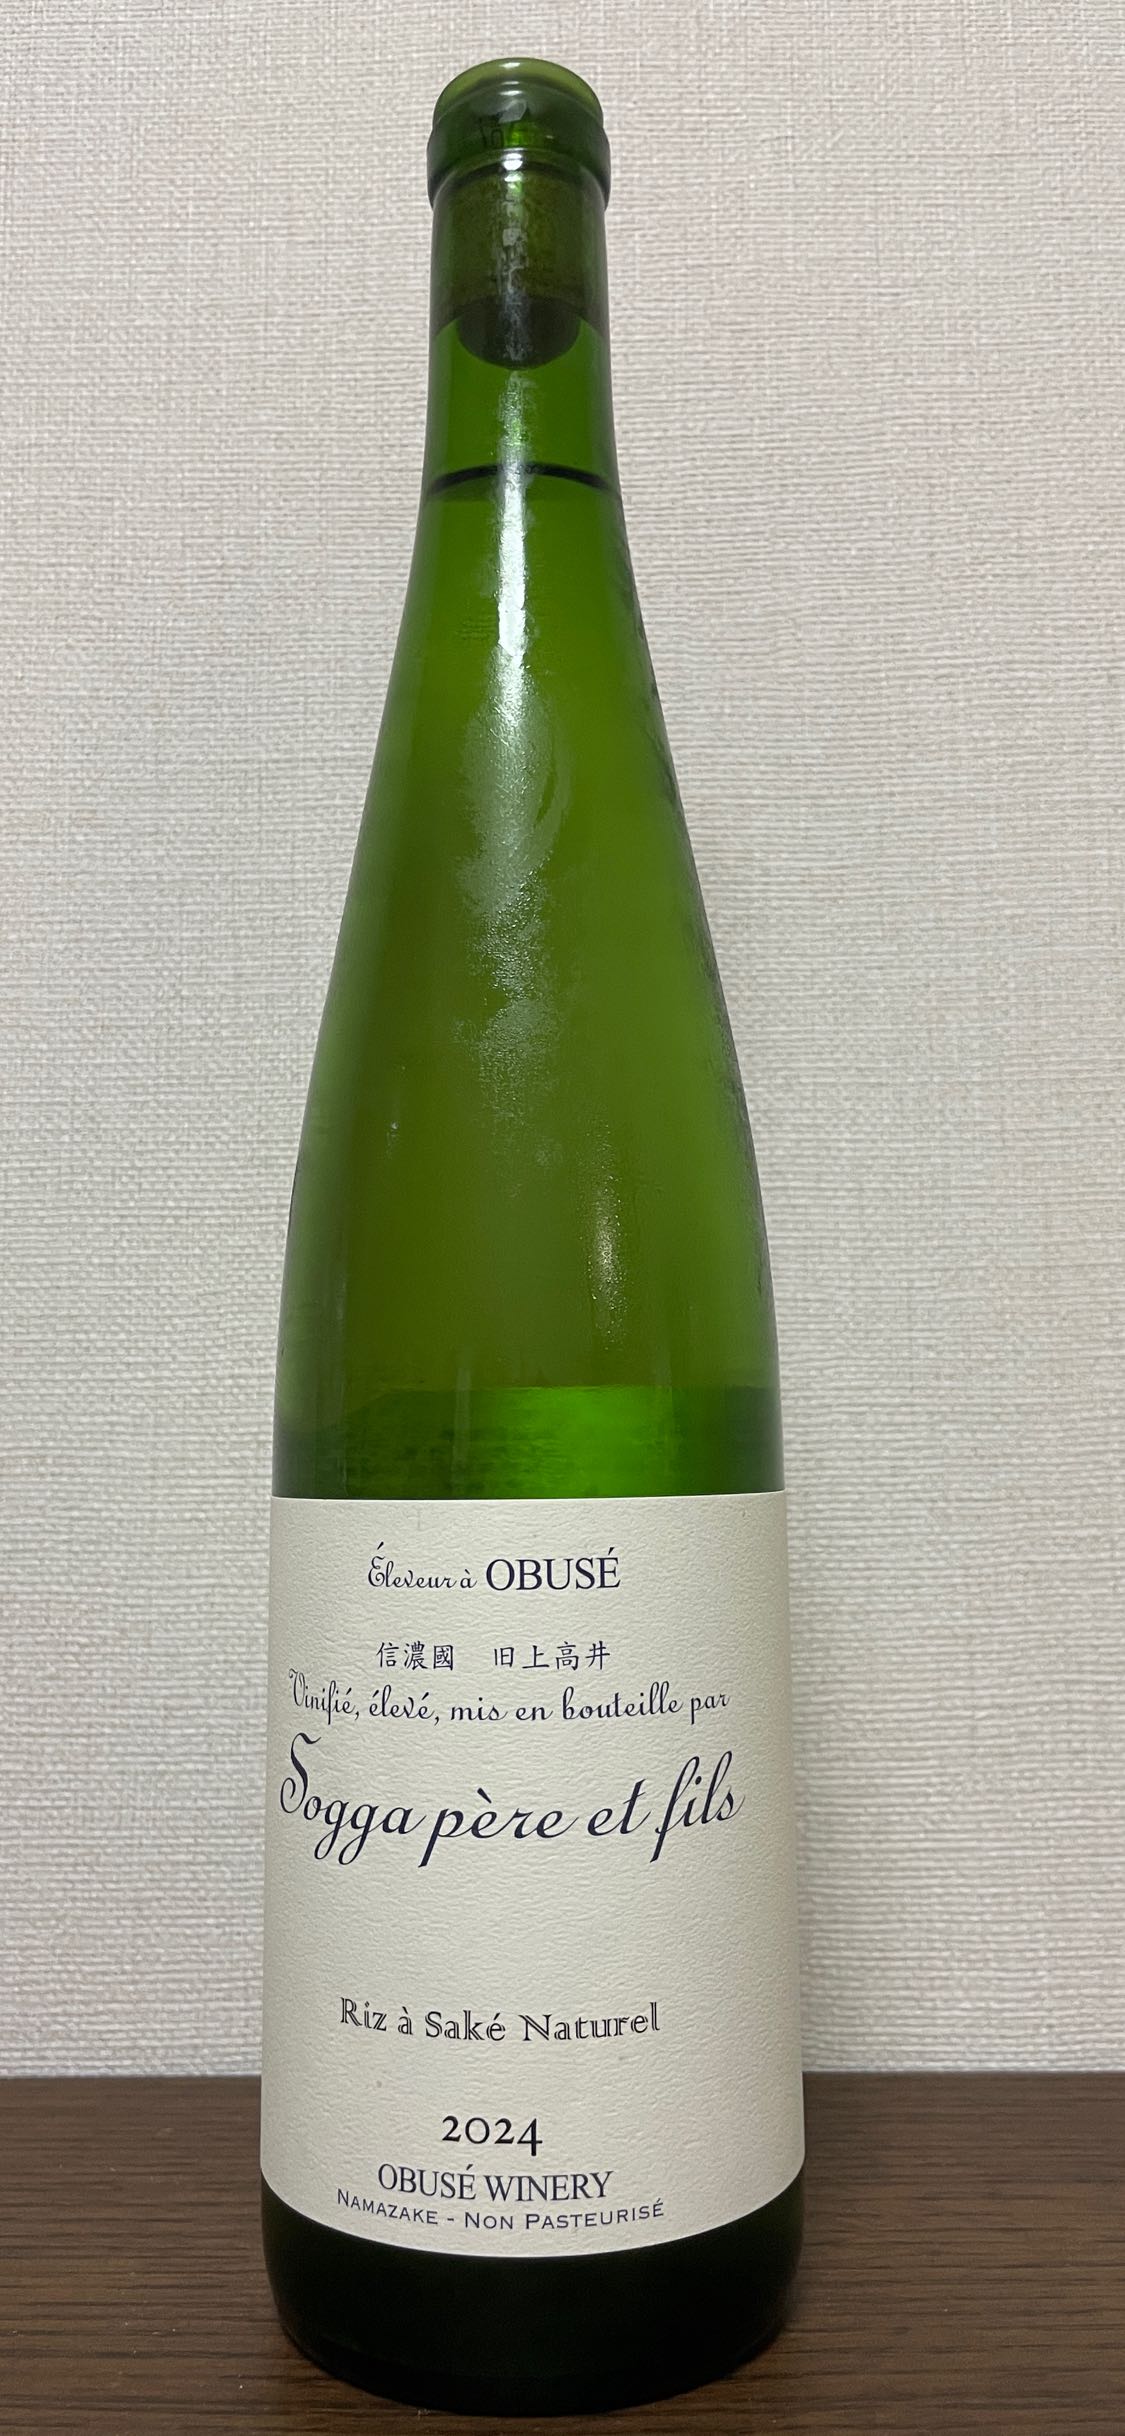 Éleveur à OBUSÉ
信濃國　旧上高井
Vinifié, élevé, mis en bouteille par
Sogga père et fils
Riz à Saké Naturel
2024
OBUSÉ WINERY
NAMAZAKE - NON PASTEURISÉ